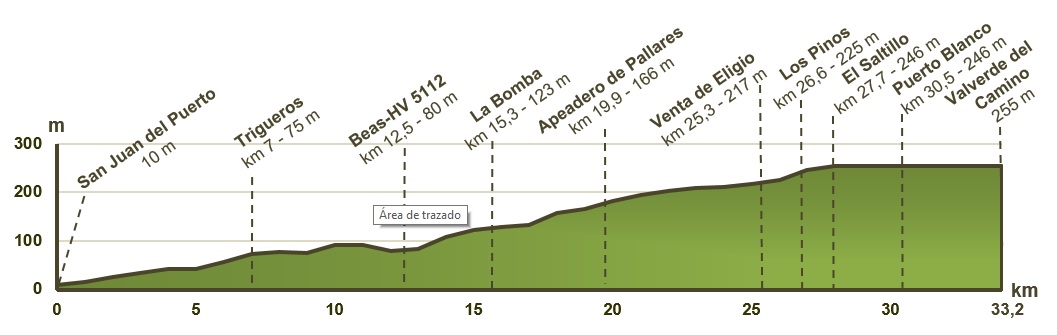 m
300
200
100
0
San Juan del Puerto
10 m
Trigueros
km 7 - 75 m
Beas-HV 5112
km 12,5 - 80 m
La Bomba
km 15,3 - 123 m
Apeadero de Pallares
km 19,9 - 166 m
Venta de Eligio
km 25,3 - 217 m
Los Pinos
km 26,6 - 225 m
El Saltillo
km 27,7 - 246 m
Puerto Blanco
km 30,5 - 246 m
Valverde del
Camino
255 m
Área de trazado
0
5
10
15
20
25
30
33,2
km